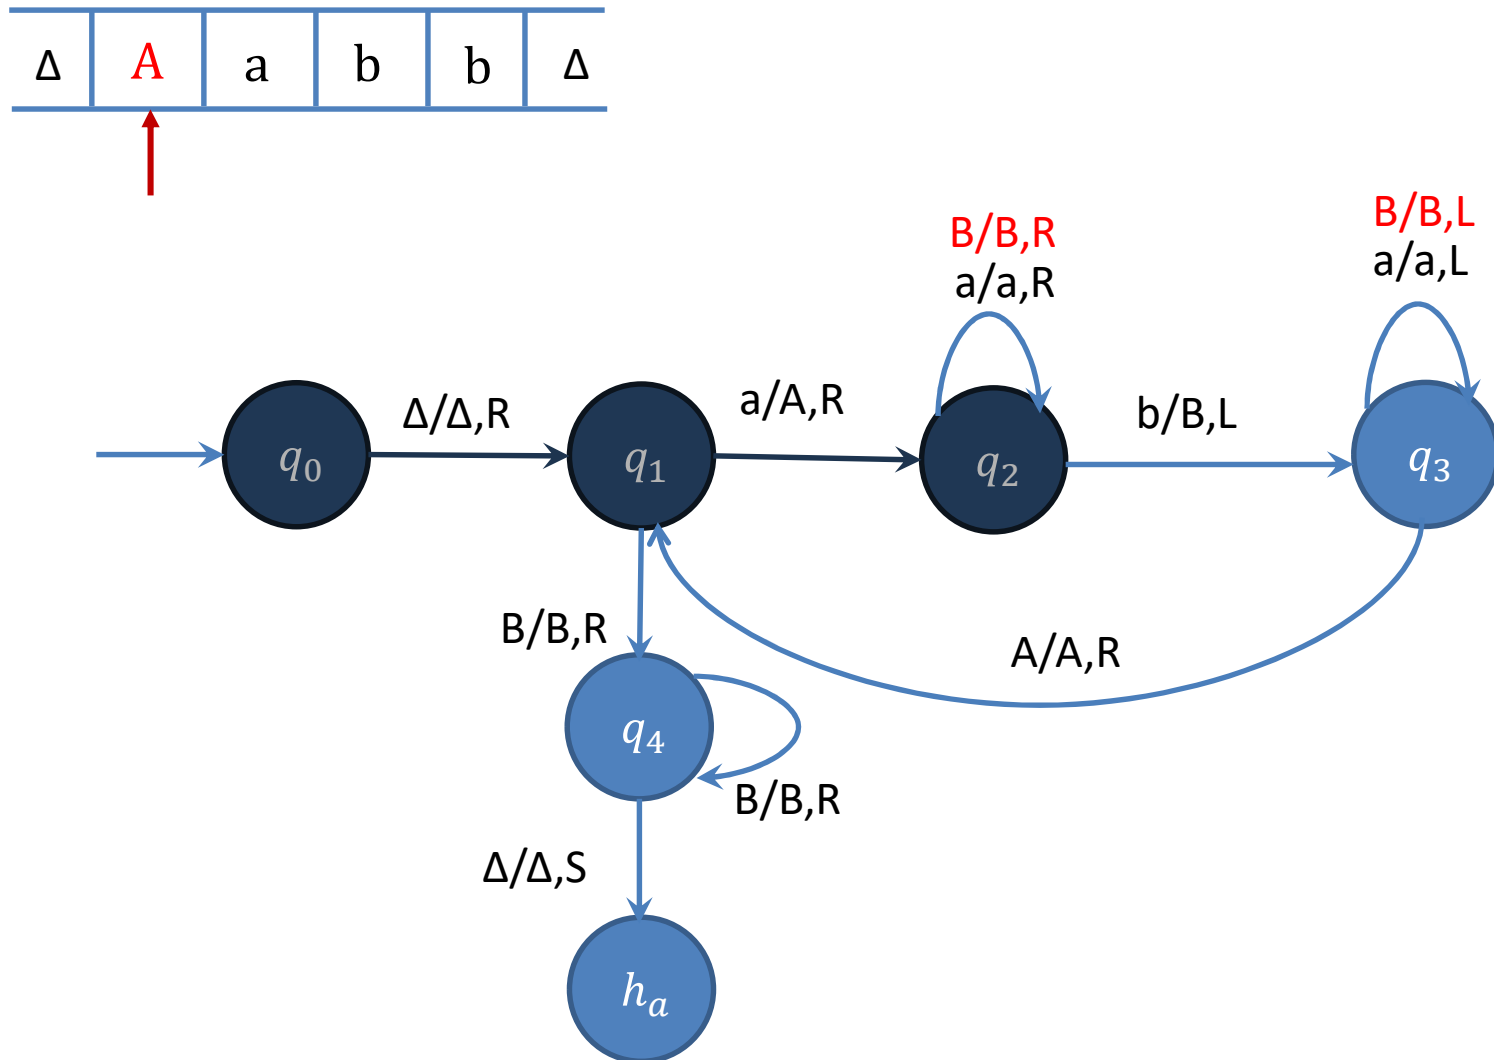 Δ A a b b Δ
B/B,R
a/a,R
B/B,L
a/a,L
Δ/Δ,R
a/A,R
b/B,L
q₀ q₁ q₂ q₃
B/B,R
A/A,R
q₄
B/B,R
Δ/Δ,S
hₐ